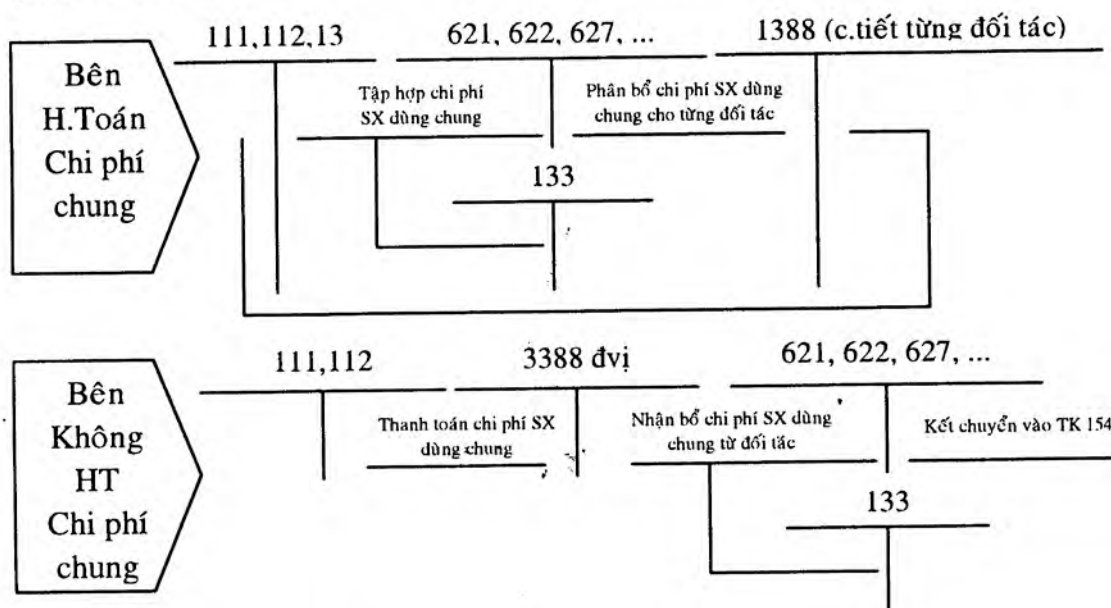 111,112,13 621, 622, 627, ... 1388 (c.tiết từng đối tác)
Bên
H.Toán
Chi phí
chung
Tập hợp chi phí
SX dùng chung
Phân bổ chi phí SX dùng
chung cho từng đối tác
133
111,112 3388 đvị 621, 622, 627, ...
Bên
Không
HT
Chi phí
chung
Thanh toán chi phí SX
dùng chung
Nhận bổ chi phí SX dùng
chung từ đối tác
Kết chuyển vào TK 154
133